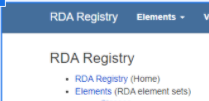 RDA Registry Elements
RDA Registry
RDA Registry (Home)
Elements (RDA element sets)